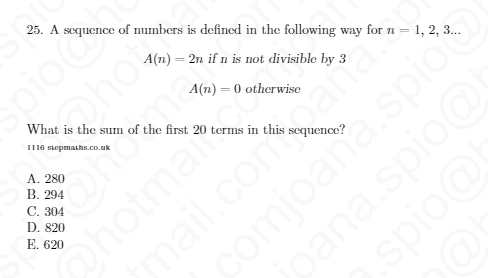 25. A sequence of numbers is defined in the following way for n = 1, 2, 3...
A(n) = 2n if n is not divisible by 3
A(n) = 0 otherwise
What is the sum of the first 20 terms in this sequence?
1116 stepmaths.co.uk
A. 280
B. 294
C. 304
D. 820
E. 620